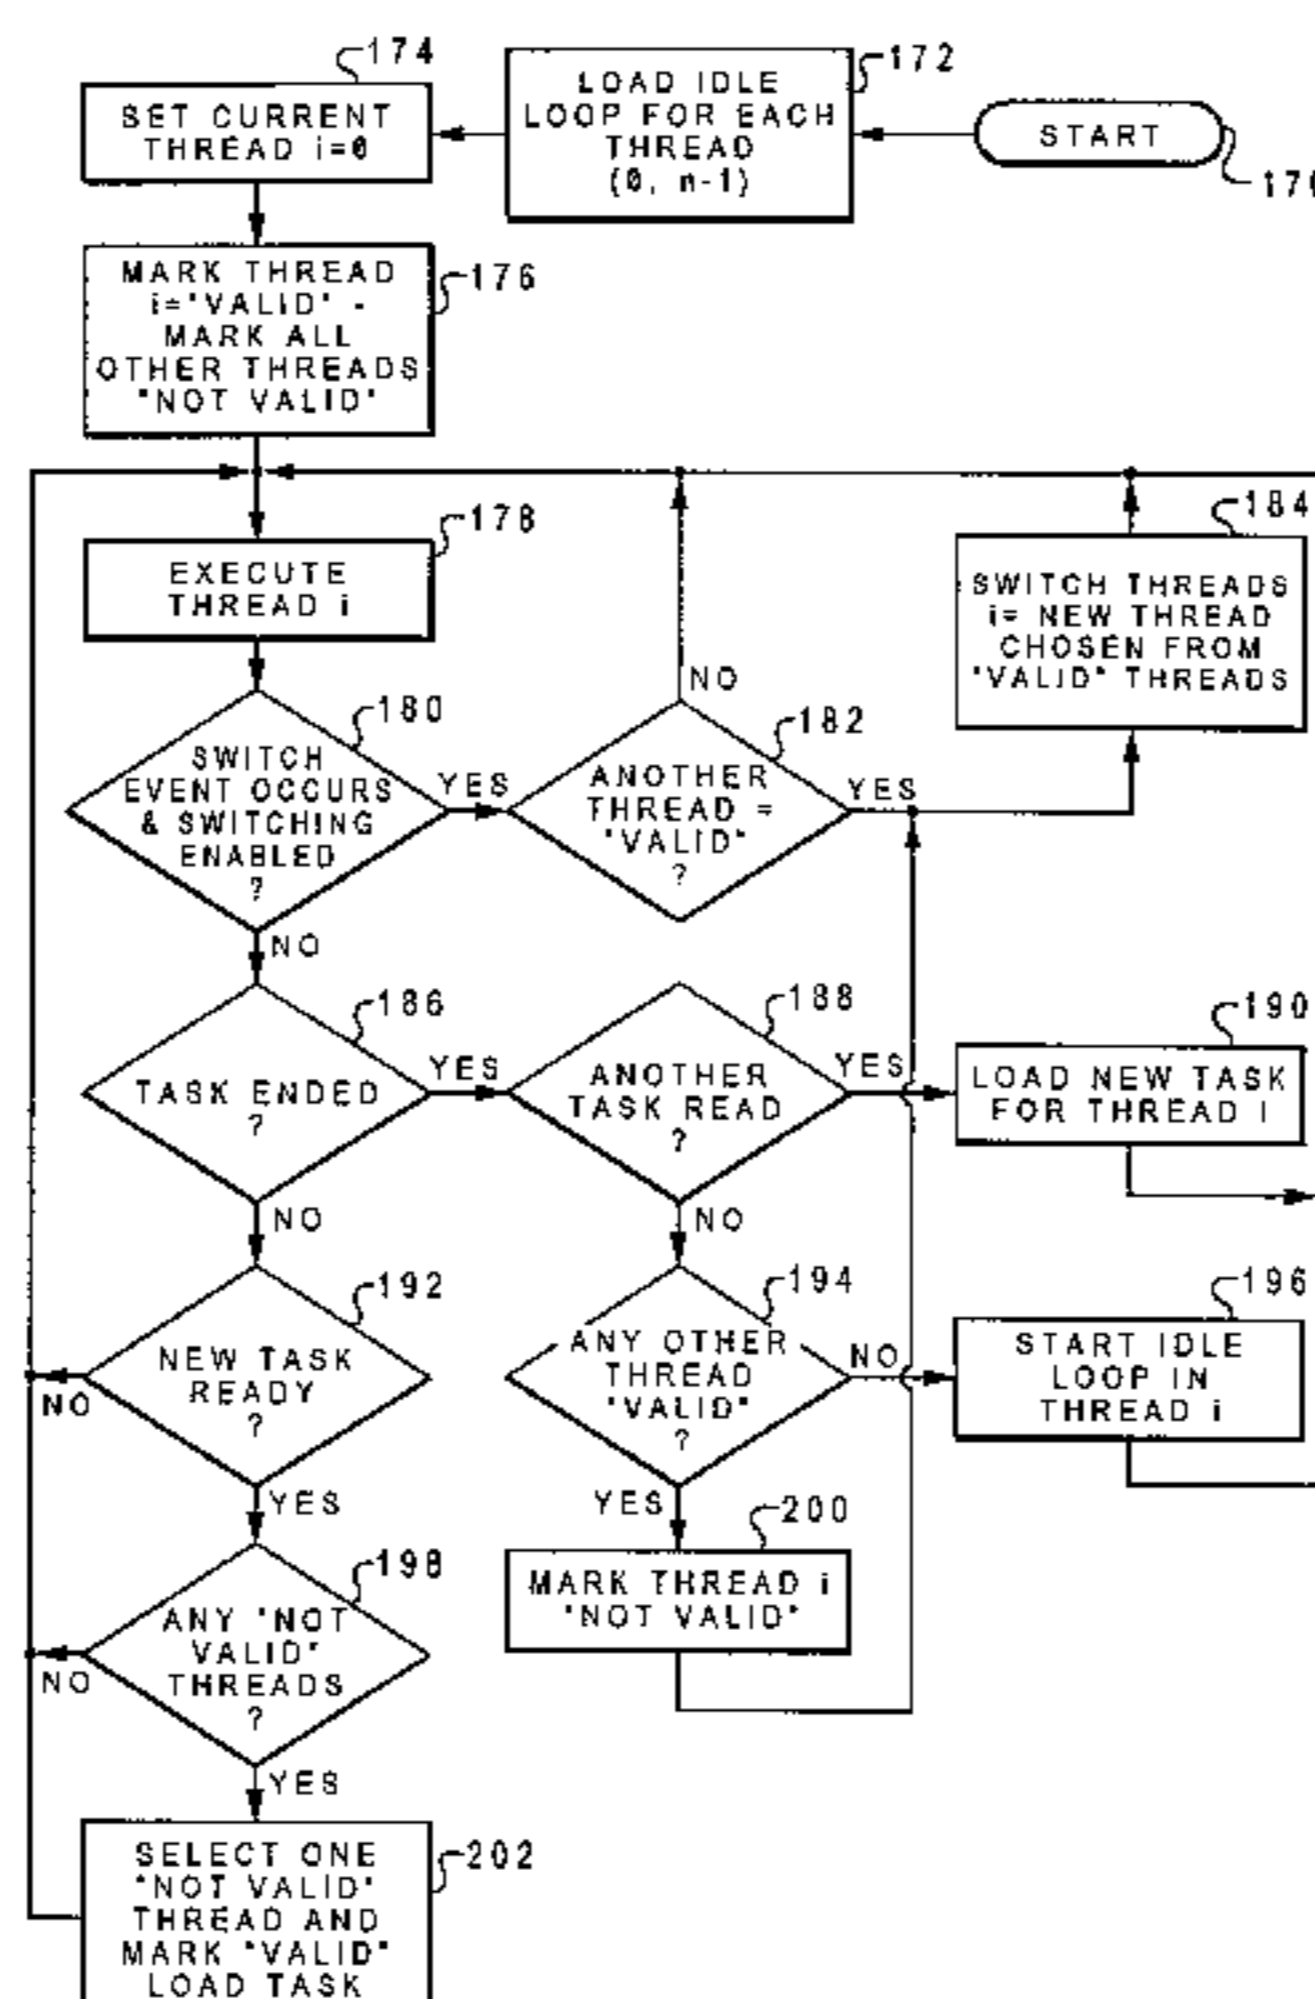 174
SET CURRENT
THREAD i=0
172
LOAD IDLE
LOOP FOR EACH
THREAD
(0, n-1)
START
176
MARK THREAD
i="VALID" -
MARK ALL
OTHER THREADS
"NOT VALID"
178
EXECUTE
THREAD i
184
SWITCH THREADS
i= NEW THREAD
CHOSEN FROM
"VALID" THREADS
180
SWITCH
EVENT OCCURS
& SWITCHING
ENABLED
?
YES
NO
182
ANOTHER
THREAD =
"VALID"
?
NO
YES
186
TASK ENDED
?
YES
NO
188
ANOTHER
TASK READ
?
YES
NO
190
LOAD NEW TASK
FOR THREAD I
192
NEW TASK
READY
?
NO
YES
194
ANY OTHER
THREAD
"VALID"
?
NO
YES
196
START IDLE
LOOP IN
THREAD i
198
ANY "NOT
VALID"
THREADS
?
NO
YES
200
MARK THREAD i
"NOT VALID"
202
SELECT ONE
"NOT VALID"
THREAD AND
MARK "VALID"
LOAD TASK